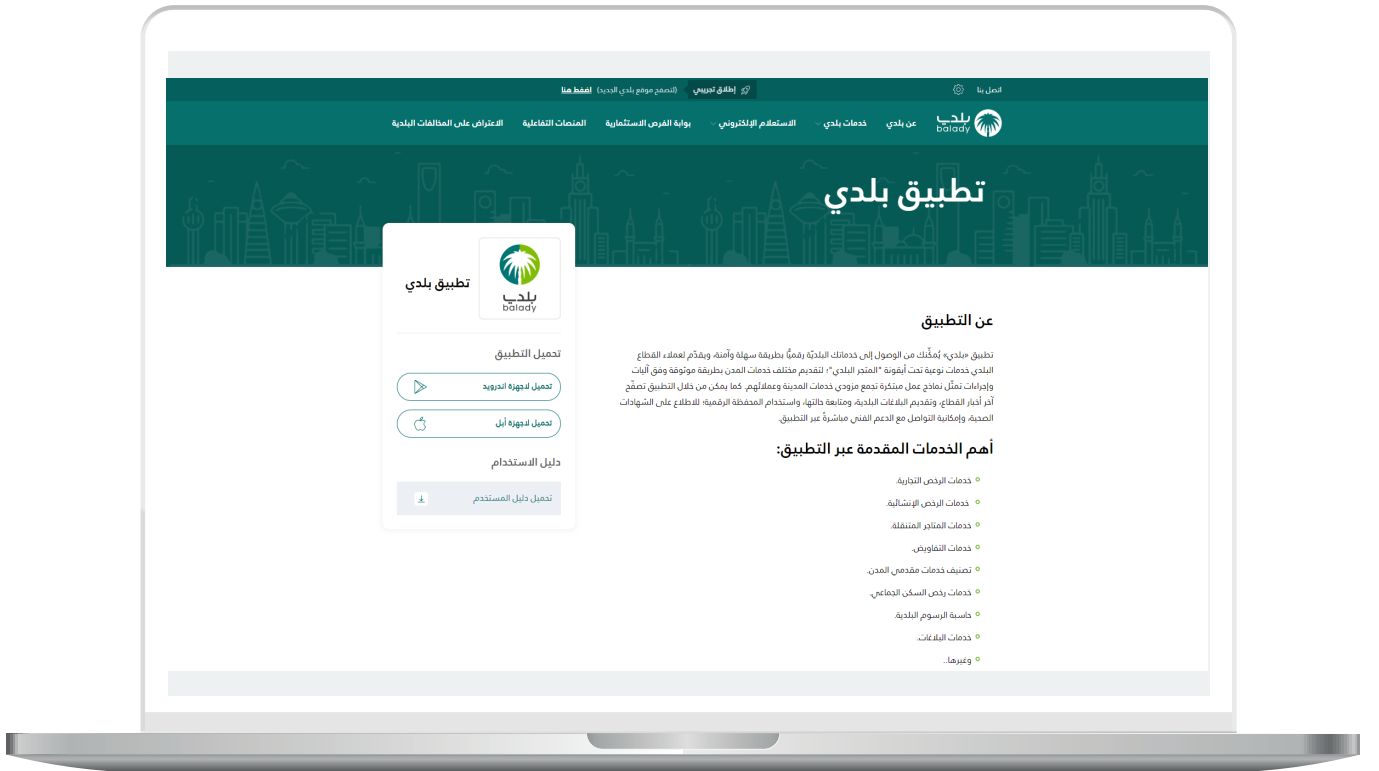 اتصل بنا
إطلاق تجريبي (لتصفح موقع بلدي الجديد) اضغط هنا
بلدي
balady
عن بلدي
خدمات بلدي
الاستعلام الإلكتروني
بوابة الفرص الاستثمارية
المنصات التفاعلية
الاعتراض على المخالفات البلدية
تطبيق بلدي
عن التطبيق
تطبيق «بلدي» يُمكِّنك من الوصول إلى خدماتك البلديّة رقميًّا بطريقة سهلة وآمنة، ويقدّم لعملاء القطاع
البلدي خدمات نوعية تحت أيقونة "المتجر البلدي"؛ لتقديم مختلف خدمات المدن بطريقة موثوقة وفق آليات
وإجراءات تمثّل نماذج عمل مبتكرة تجمع مزودي خدمات المدينة وعملائهم. كما يمكن من خلال التطبيق تصفّح
آخر أخبار القطاع، وتقديم البلاغات البلدية، ومتابعة حالتها، واستخدام المحفظة الرقمية؛ للاطلاع على الشهادات
الصحية، وإمكانية التواصل مع الدعم الفني مباشرةً عبر التطبيق.
أهم الخدمات المقدمة عبر التطبيق:
خدمات الرخص التجارية.
خدمات الرخص الإنشائية.
خدمات المتاجر المتنقلة.
خدمات التفاويض.
تصنيف خدمات مقدمي المدن.
خدمات رخص السكن الجماعي.
حاسبة الرسوم البلدية.
خدمات البلاغات.
وغيرها..
بلدي
balady
تطبيق بلدي
تحميل التطبيق
تحميل لاجهزة اندرويد
تحميل لاجهزة أبل
دليل الاستخدام
تحميل دليل المستخدم